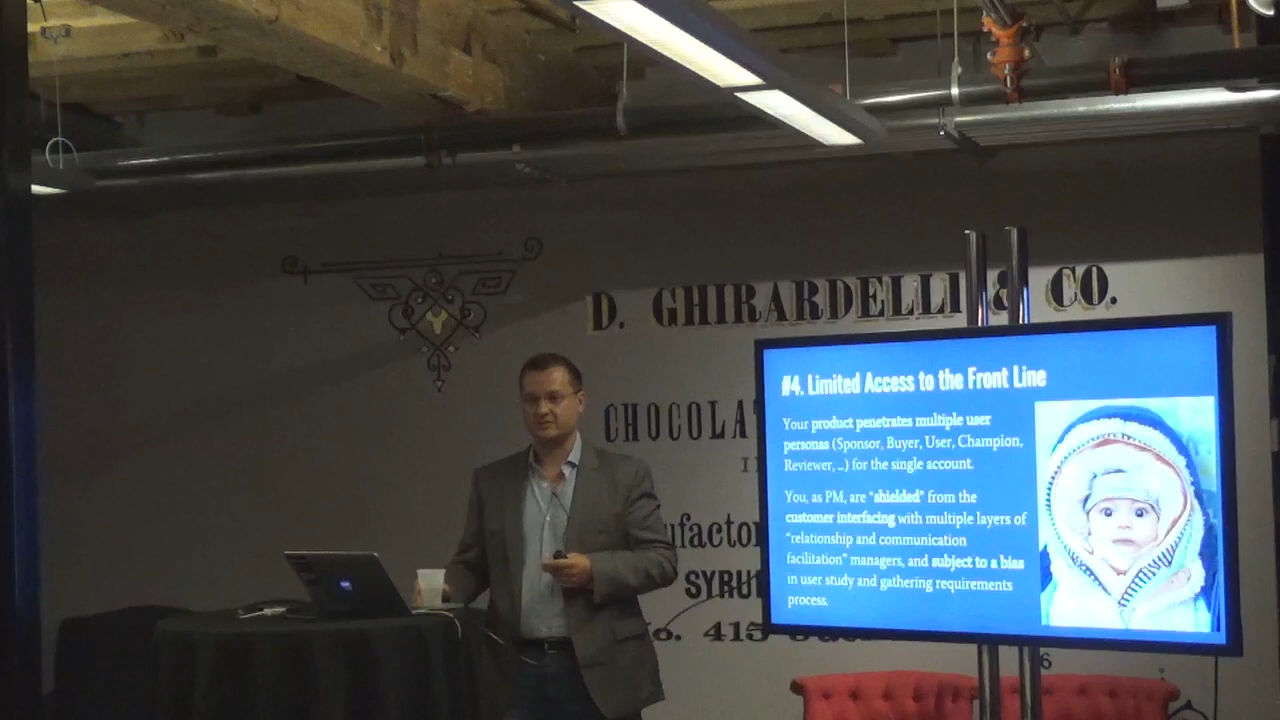 D. GHIRARDELLI & CO.
CHOCOLA
ufactor
SYRU
No. 415
6
#4. Limited Access to the Front Line
Your product penetrates multiple user
personas (Sponsor, Buyer, User, Champion,
Reviewer, ...) for the single account.
You, as PM, are "shielded" from the
customer interfacing with multiple layers of
"relationship and communication
facilitation" managers, and subject to a bias
in user study and gathering requirements
process.